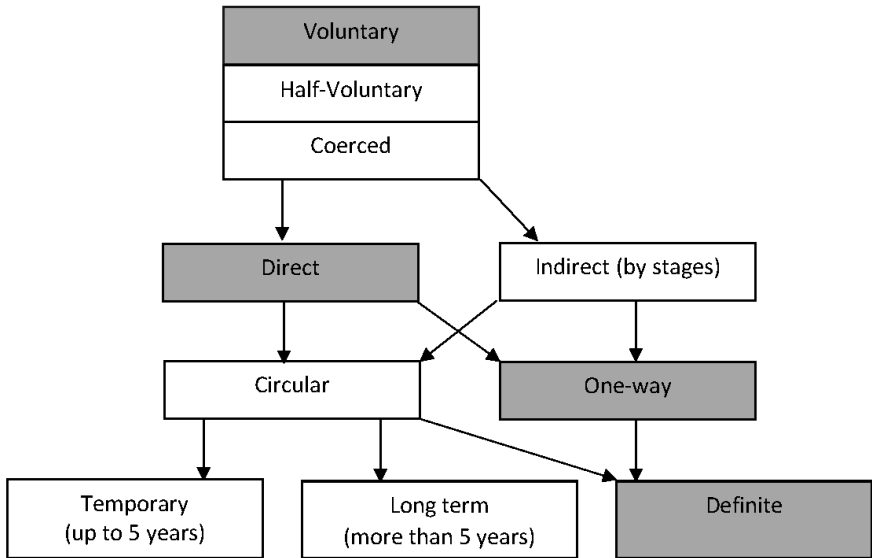 Voluntary
Half-Voluntary
Coerced
Direct
Indirect (by stages)
Circular
One-way
Temporary
(up to 5 years)
Long term
(more than 5 years)
Definite